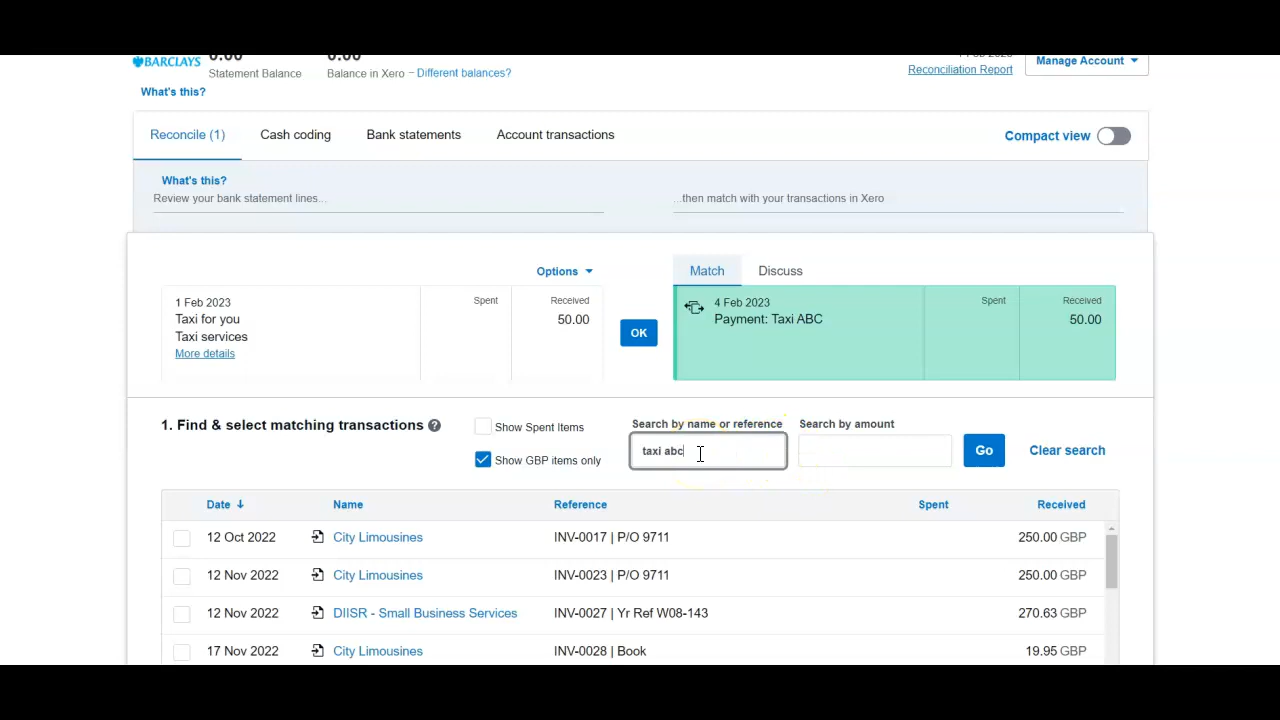 BARCLAYS
0.00
0.00
Statement Balance
Balance in Xero – Different balances?
Reconciliation Report
Manage Account
What's this?
Reconcile (1)
Cash coding
Bank statements
Account transactions
Compact view
What's this?
Review your bank statement lines...
...then match with your transactions in Xero
Options
Match
Discuss
1 Feb 2023
Spent
Received
Taxi for you
50.00
Taxi services
More details
OK
4 Feb 2023
Spent
Received
Payment: Taxi ABC
50.00
1. Find & select matching transactions ?
Show Spent Items
Show GBP items only
Search by name or reference
taxi abc
Search by amount
Go
Clear search
Date Name Reference Spent Received
12 Oct 2022 City Limousines INV-0017 | P/O 9711 250.00 GBP
12 Nov 2022 City Limousines INV-0023 | P/O 9711 250.00 GBP
12 Nov 2022 DIISR - Small Business Services INV-0027 | Yr Ref W08-143 270.63 GBP
17 Nov 2022 City Limousines INV-0028 | Book 19.95 GBP